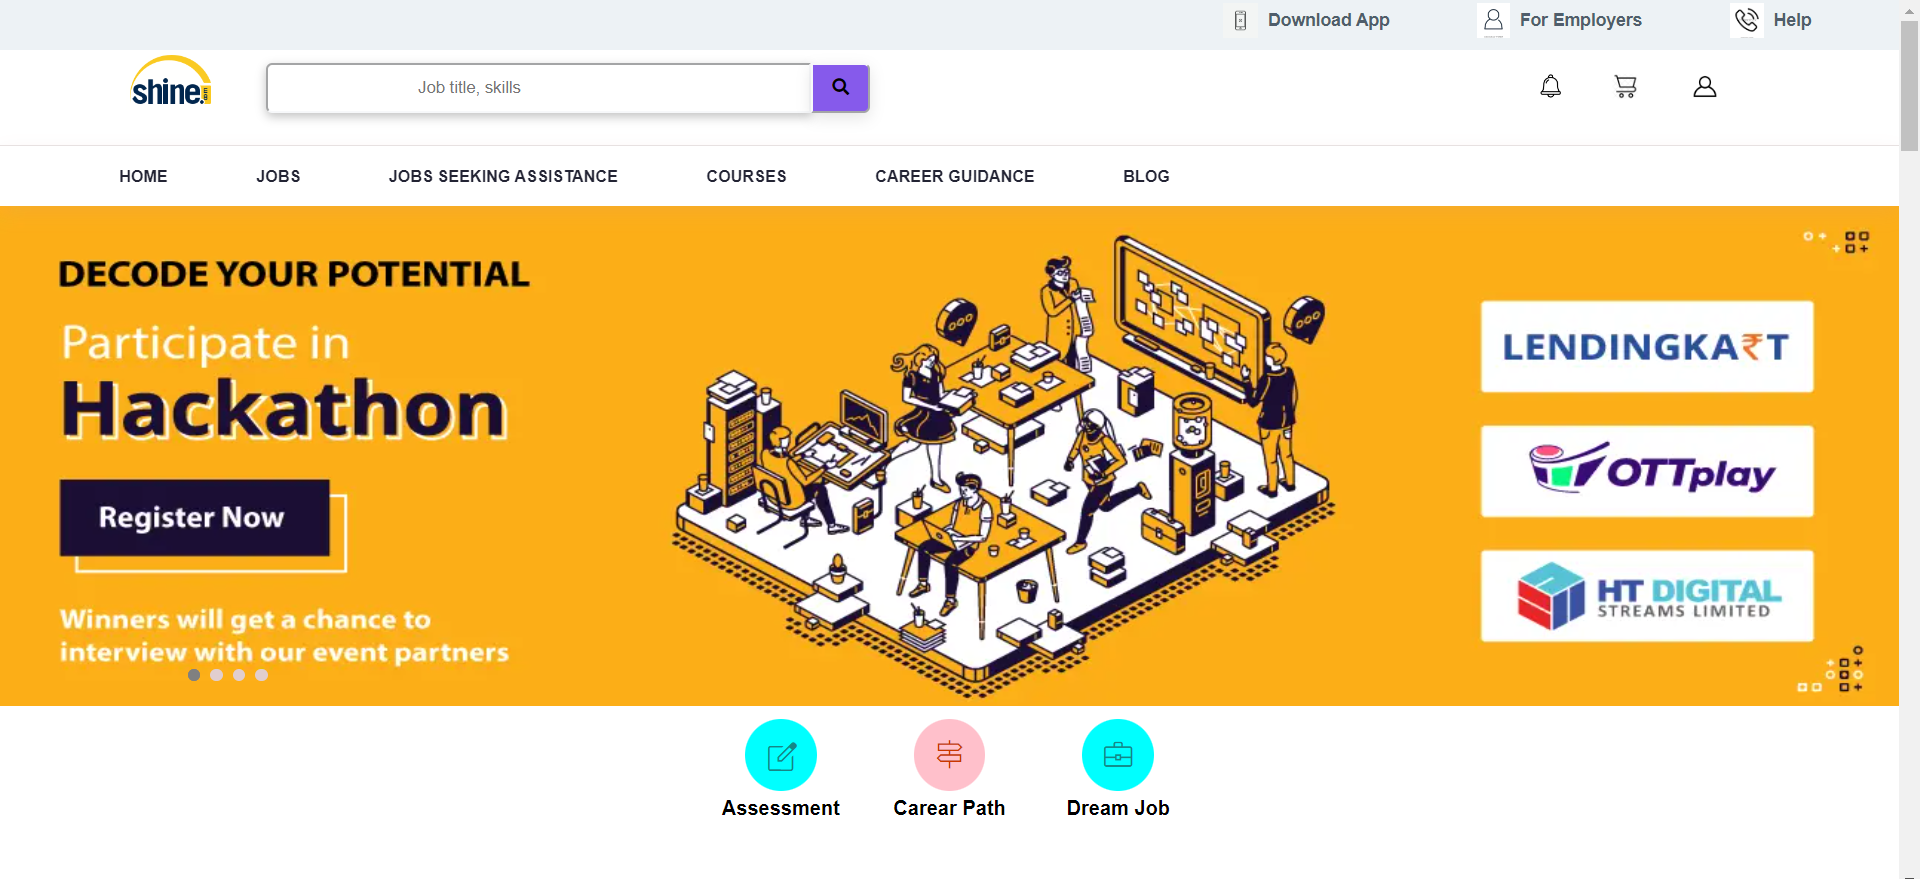 Download App
For Employers
Help
shine.
Job title, skills
HOME
JOBS
JOBS SEEKING ASSISTANCE
COURSES
CAREER GUIDANCE
BLOG
DECODE YOUR POTENTIAL
Participate in
Hackathon
Register Now
Winners will get a chance to
interview with our event partners
LENDINGKA₹T
OTTplay
HT DIGITAL
STREAMS LIMITED
Assessment
Carear Path
Dream Job